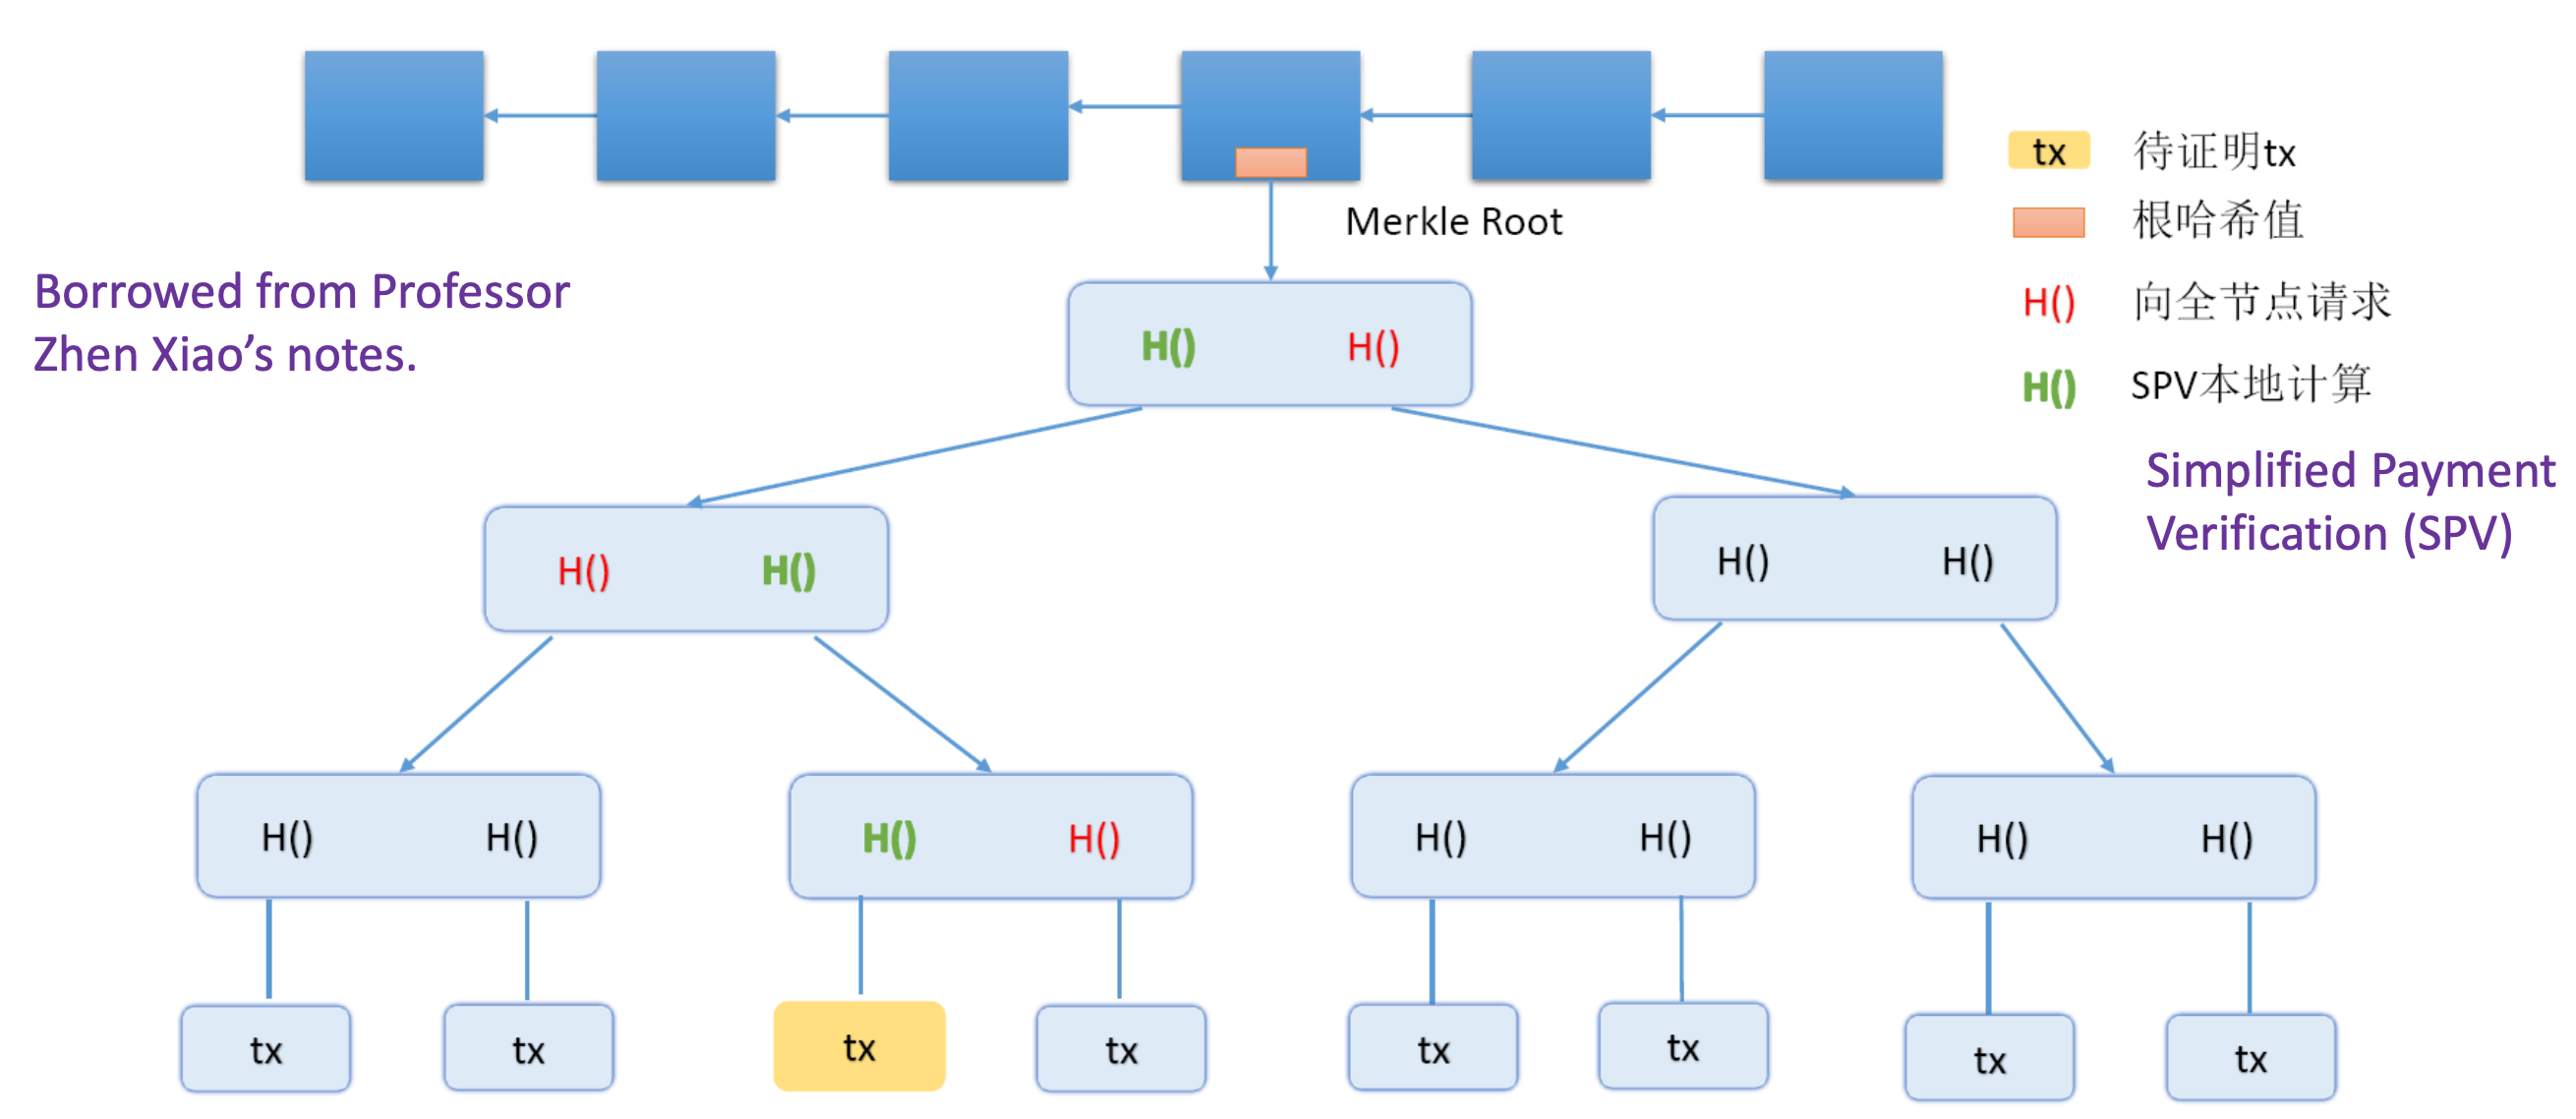 tx 待证明tx
Merkle Root
根哈希值
Borrowed from Professor
Zhen Xiao’s notes.
H() 向全节点请求
H() H()
H() SPV本地计算
Simplified Payment
Verification (SPV)
H() H() H() H()
H() H() H() H() H() H() H() H()
tx tx tx tx tx tx tx tx